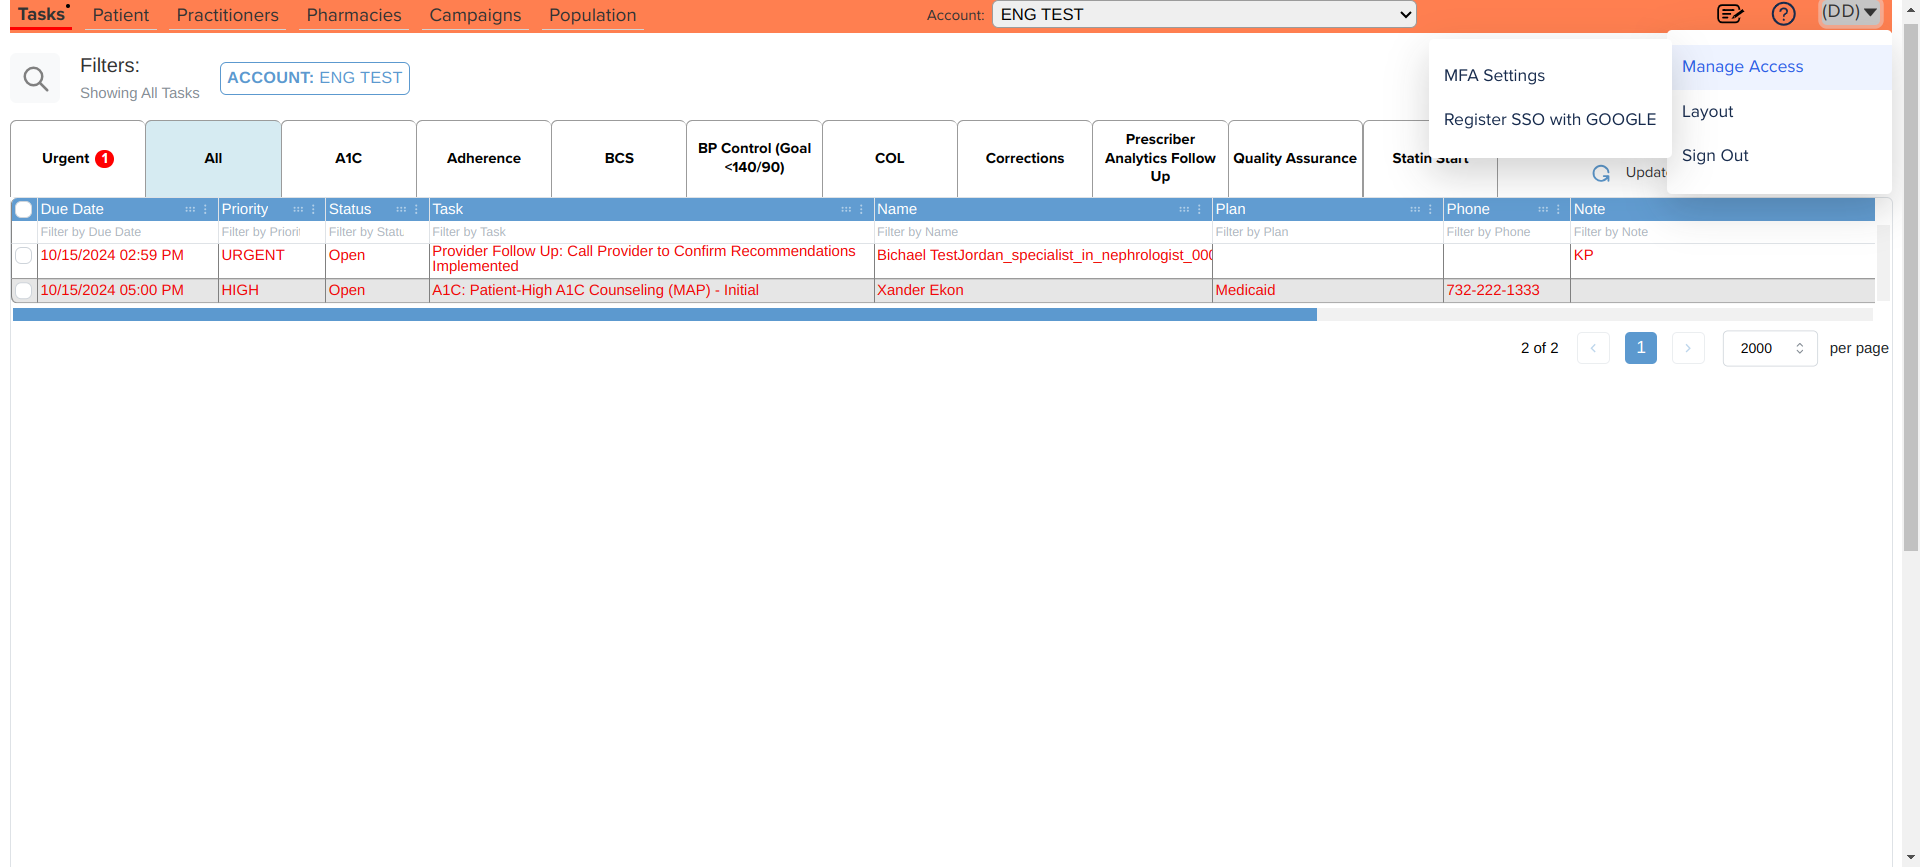 Tasks Patient Practitioners Pharmacies Campaigns Population Account: ENG TEST (DD)
Filters:
Showing All Tasks
ACCOUNT: ENG TEST
MFA Settings
Register SSO with GOOGLE
Manage Access
Layout
Sign Out
Urgent 1
All
A1C
Adherence
BCS
BP Control (Goal
<140/90)
COL
Corrections
Prescriber
Analytics Follow
Up
Quality Assurance
Statin Start
Due Date Priority Status Task Name Plan Phone Note
Filter by Due Date Filter by Priori Filter by Statu Filter by Task Filter by Name Filter by Plan Filter by Phone Filter by Note
10/15/2024 02:59 PM URGENT Open Provider Follow Up: Call Provider to Confirm Recommendations
Implemented
Bichael TestJordan_specialist_in_nephrologist_000 KP
10/15/2024 05:00 PM HIGH Open A1C: Patient-High A1C Counseling (MAP) - Initial Xander Ekon Medicaid 732-222-1333
2 of 2 1 2000 per page